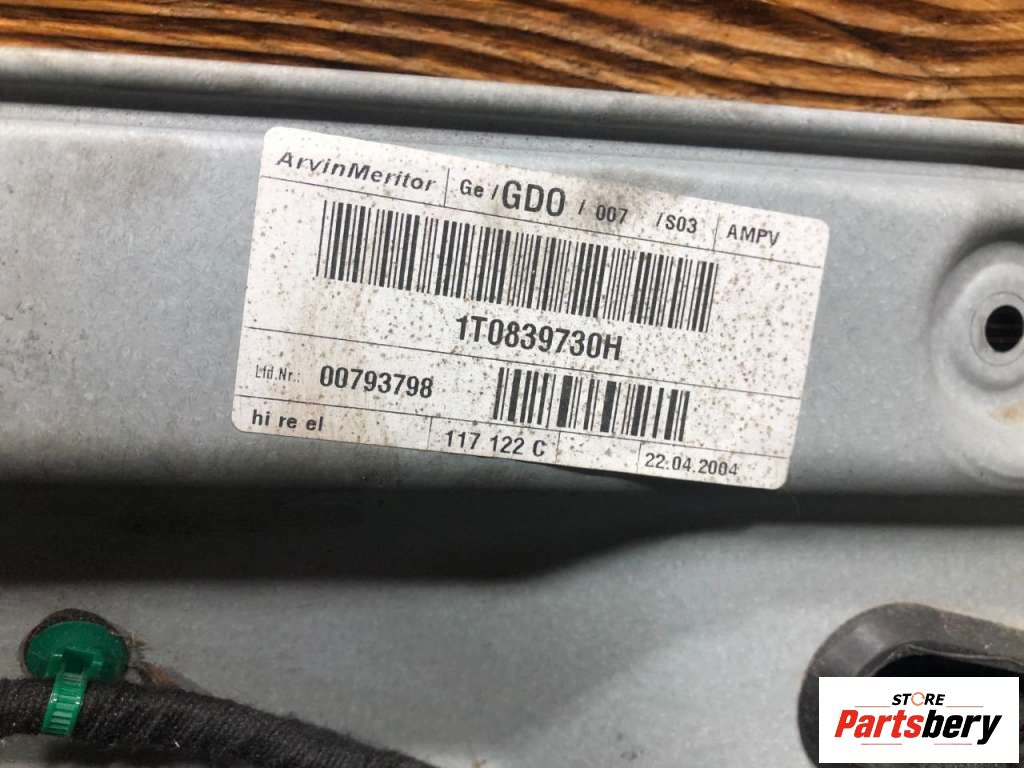 ArvinMeritor Ge / GDO / 007 / S03 AMPV
1T0839730H
Lfd.Nr.: 00793798
hi re el 117 122 C 22.04.2004
STORE
Partsbery